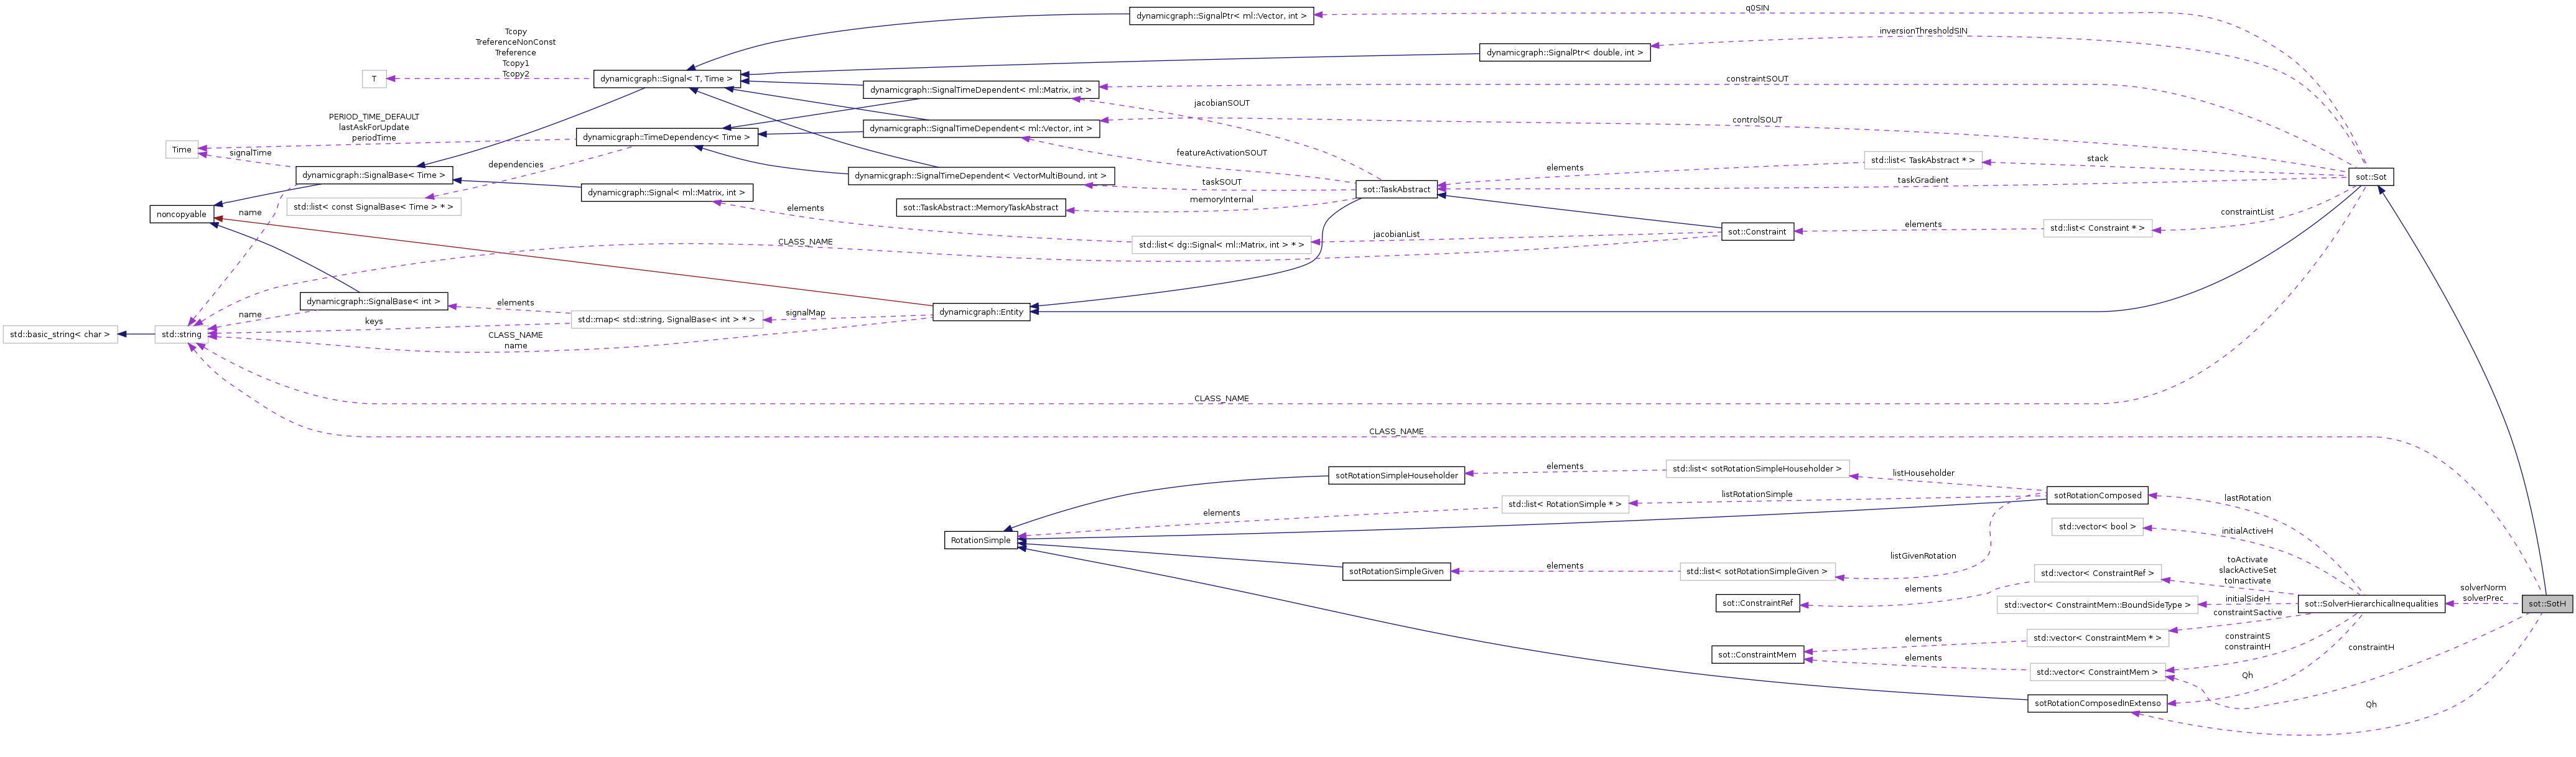 q0SIN
dynamicgraph::SignalPtr< ml::Vector, int >
inversionThresholdSIN
dynamicgraph::SignalPtr< double, int >
Tcopy
TreferenceNonConst
Treference
Tcopy1
Tcopy2
T
dynamicgraph::Signal< T, Time >
constraintSOUT
dynamicgraph::SignalTimeDependent< ml::Matrix, int >
jacobianSOUT
PERIOD_TIME_DEFAULT
lastAskForUpdate
periodTime
controlSOUT
dynamicgraph::SignalTimeDependent< ml::Vector, int >
dynamicgraph::TimeDependency< Time >
Time
signalTime
featureActivationSOUT
stack
std::list< TaskAbstract * >
elements
dependencies
dynamicgraph::SignalBase< Time >
dynamicgraph::SignalTimeDependent< VectorMultiBound, int >
sot::Sot
taskGradient
taskSOUT
sot::TaskAbstract
dynamicgraph::Signal< ml::Matrix, int >
memoryInternal
std::list< const SignalBase< Time > * >
elements
sot::TaskAbstract::MemoryTaskAbstract
noncopyable
name
constraintList
elements
std::list< Constraint * >
jacobianList
sot::Constraint
CLASS_NAME
std::list< dg::Signal< ml::Matrix, int > * >
dynamicgraph::SignalBase< int >
elements
name
signalMap
dynamicgraph::Entity
keys
std::map< std::string, SignalBase< int > * >
std::basic_string< char >
std::string
CLASS_NAME
name
CLASS_NAME
CLASS_NAME
sotRotationSimpleHouseholder
elements
std::list< sotRotationSimpleHouseholder >
listHouseholder
listRotationSimple
sotRotationComposed
lastRotation
elements
std::list< RotationSimple * >
std::vector< bool >
initialActiveH
RotationSimple
listGivenRotation
toActivate
slackActiveSet
toInactivate
sotRotationSimpleGiven
elements
std::list< sotRotationSimpleGiven >
std::vector< ConstraintRef >
elements
solverNorm
solverPrec
sot::ConstraintRef
std::vector< ConstraintMem::BoundSideType >
initialSideH
sot::SolverHierarchicalInequalities
sot::SotH
constraintSactive
elements
std::vector< ConstraintMem * >
constraintS
constraintH
constraintH
sot::ConstraintMem
elements
std::vector< ConstraintMem >
Qh
sotRotationComposedInExtenso
Qh